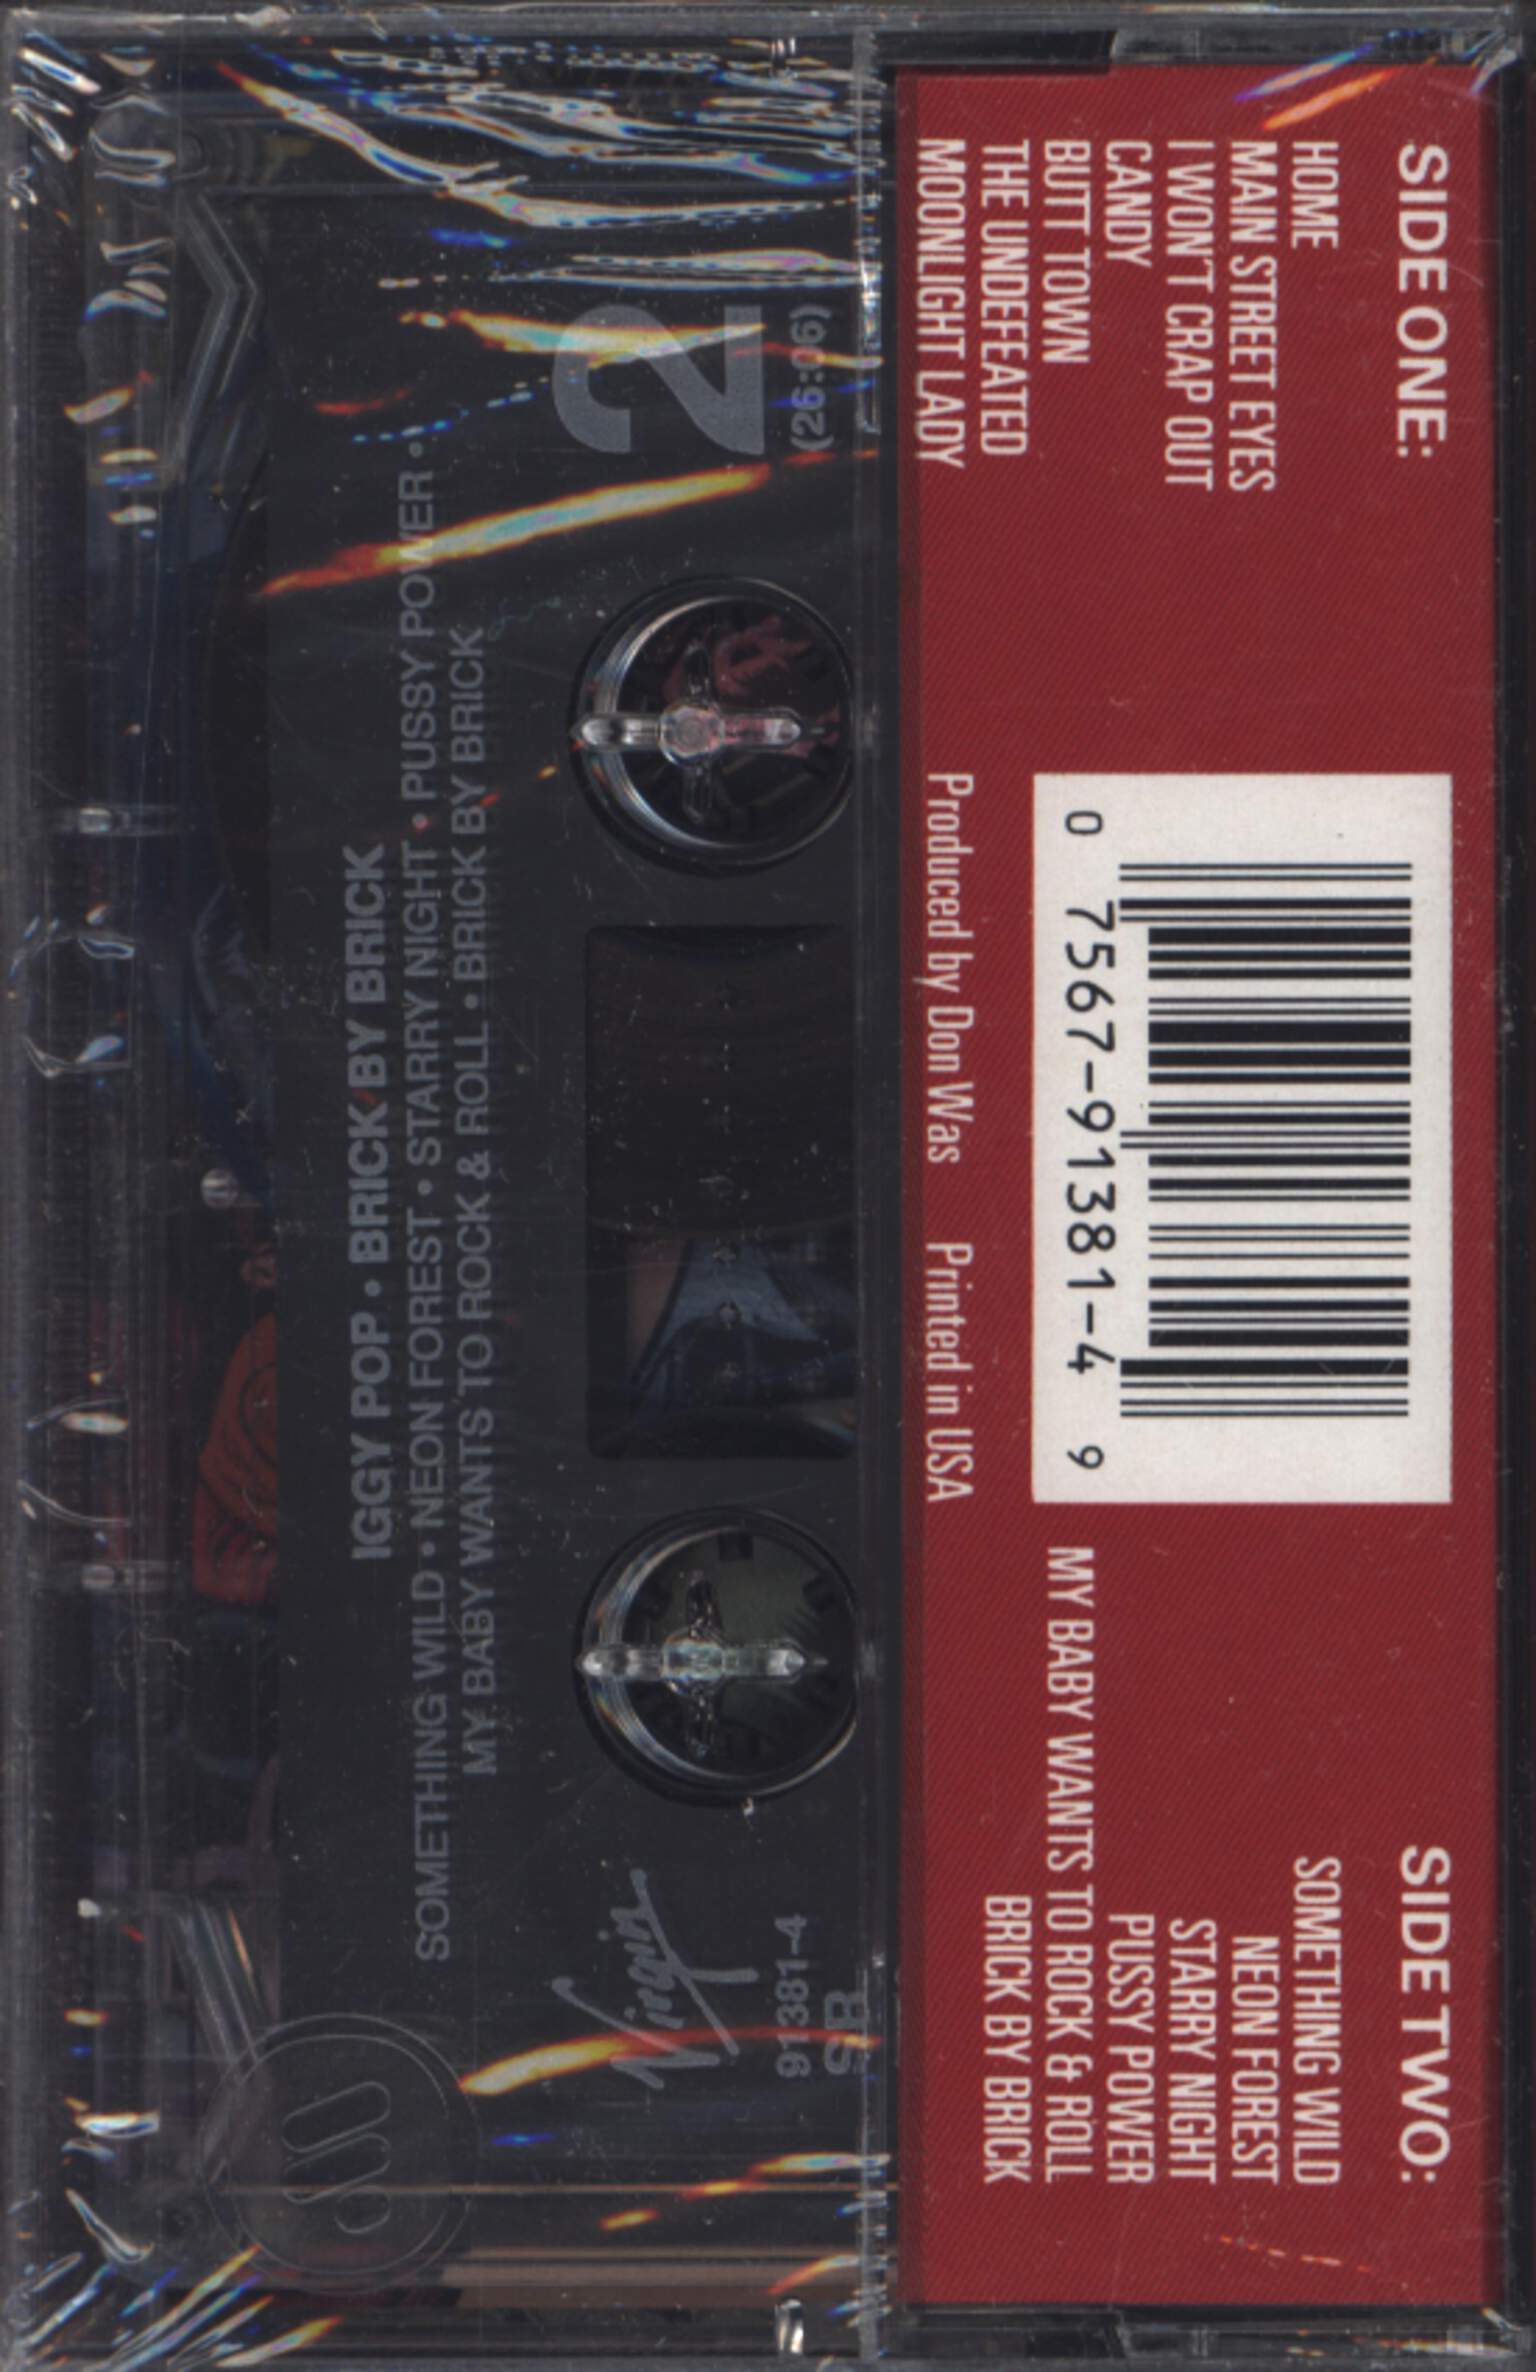 SIDE ONE:
HOME
MAIN STREET EYES
I WON'T CRAP OUT
CANDY
BUTT TOWN
THE UNDEFEATED
MOONLIGHT LADY
0 7567-91381-4 9
Produced by Don Was Printed in USA
SIDE TWO:
SOMETHING WILD
NEON FOREST
STARRY NIGHT
PUSSY POWER
MY BABY WANTS TO ROCK & ROLL
BRICK BY BRICK
IGGY POP • BRICK BY BRICK
SOMETHING WILD • NEON FOREST • STARRY NIGHT • PUSSY POWER •
MY BABY WANTS TO ROCK & ROLL • BRICK BY BRICK
2
(26:06)
Virgin
91381-4
SR